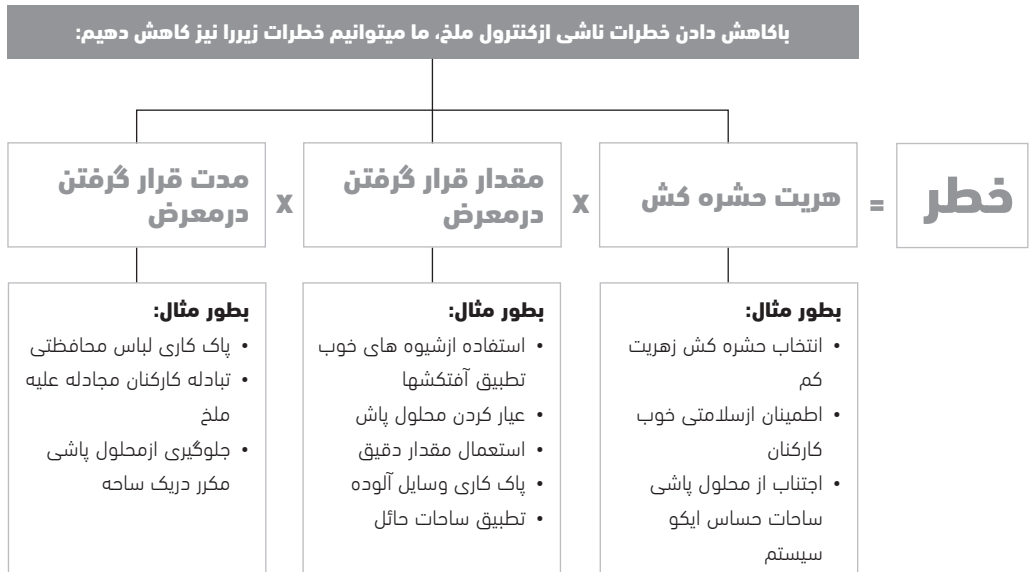 باکاهش دادن خطرات ناشی ازکنترول ملخ، ما میتوانیم خطرات زیررا نیز کاهش دهیم:
خطر
=
هریت حشره کش
x
مقدار قرار گرفتن
درمعرض
x
مدت قرار گرفتن
درمعرض
بطور مثال:
• انتخاب حشره کش زهریت
کم
• اطمینان ازسلامتی خوب
کارکنان
• اجتناب از محلول پاشی
ساحات حساس ایکو
سیستم
بطور مثال:
• استفاده ازشیوه های خوب
تطبیق آفتکشها
• عیار کردن محلول پاش
• استعمال مقدار دقیق
• پاک کاری وسایل آلوده
• تطبیق ساحات حائل
بطور مثال:
• پاک کاری لباس محافظتی
• تبادله کارکنان مجادله علیه
ملخ
• جلوگیری ازمحلول پاشی
مکرر دریک ساحه